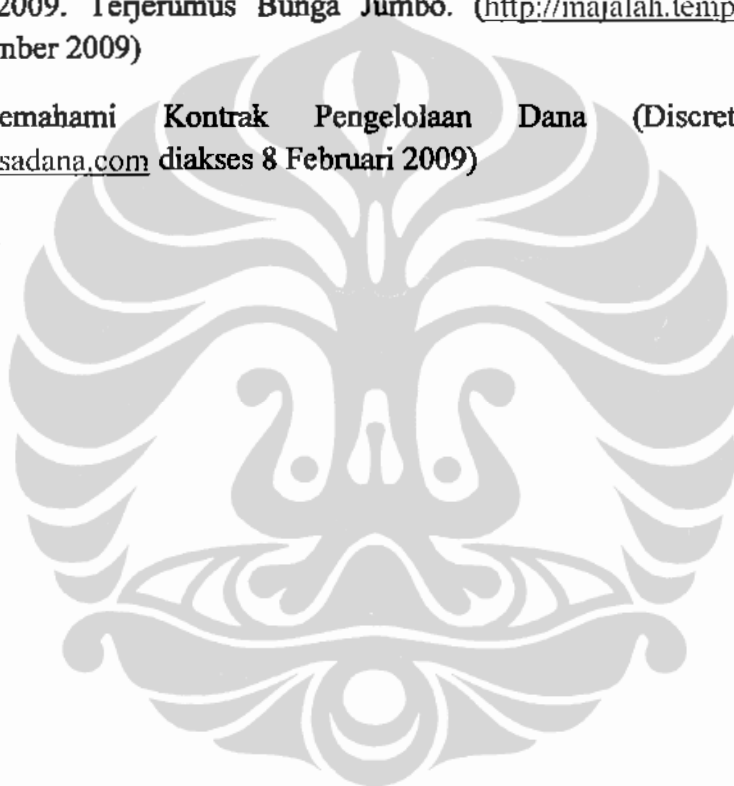 2009. Terjerumus Bunga Jumbo. (http://majalah.temp
mber 2009)
emahami Kontrak Pengelolaan Dana (Discret
sadana.com diakses 8 Februari 2009)